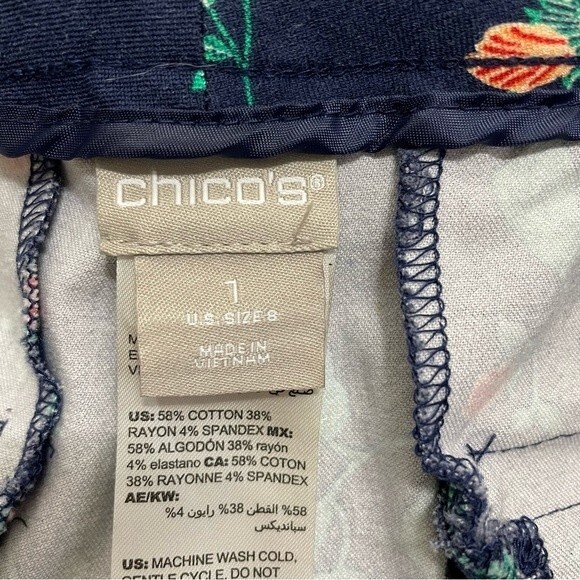 chico's®
1
U.S. SIZE 8
MADE IN
VIETNAM
US: 58% COTTON 38%
RAYON 4% SPANDEX MX:
58% ALGODÓN 38% rayón
4% elastano CA: 58% COTON
38% RAYONNE 4% SPANDEX
AE/KW:
58% القطن 38% رايون 4%
سبانديكس
US: MACHINE WASH COLD,
GENTLE CYCLE. DO NOT